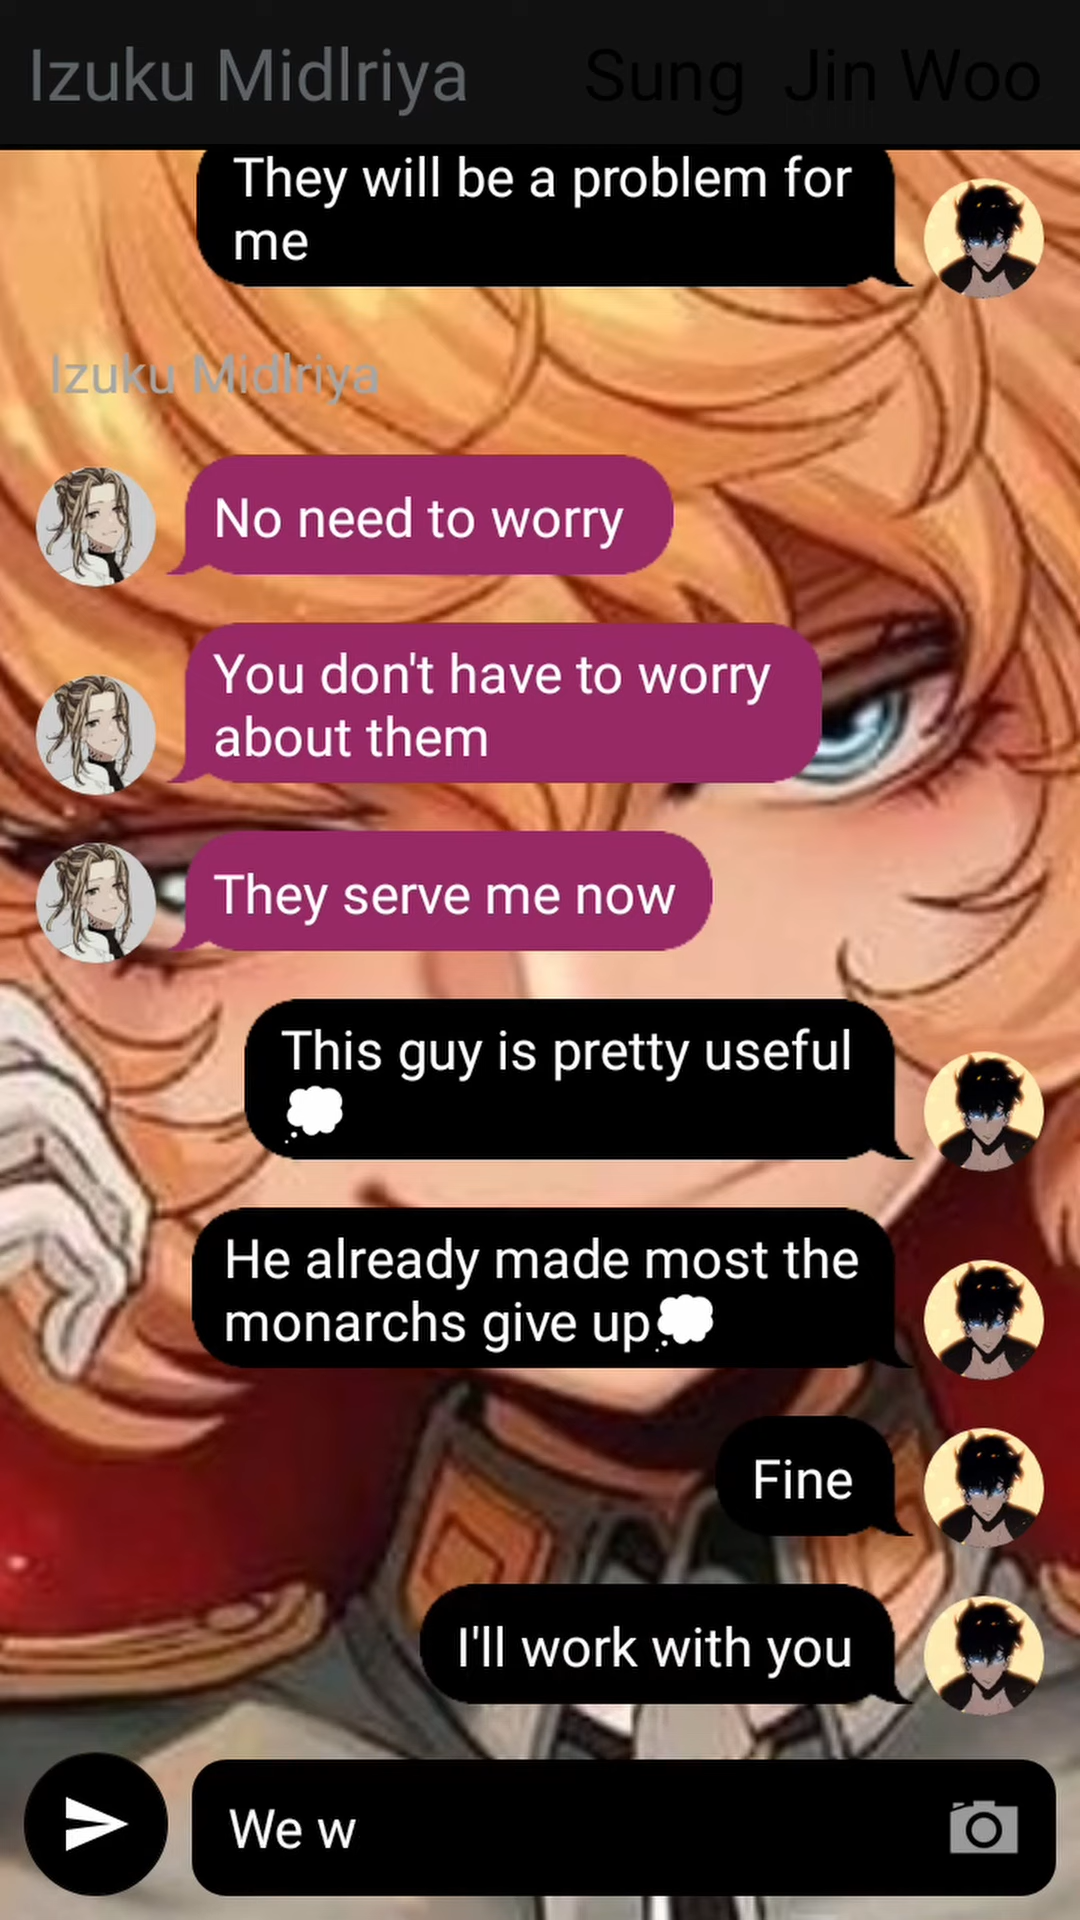 Izuku Midlriya
Sung Jin Woo
They will be a problem for
me
Izuku Midlriya
No need to worry
You don't have to worry
about them
They serve me now
This guy is pretty useful
💭
He already made most the
monarchs give up💭
Fine
I'll work with you
We w